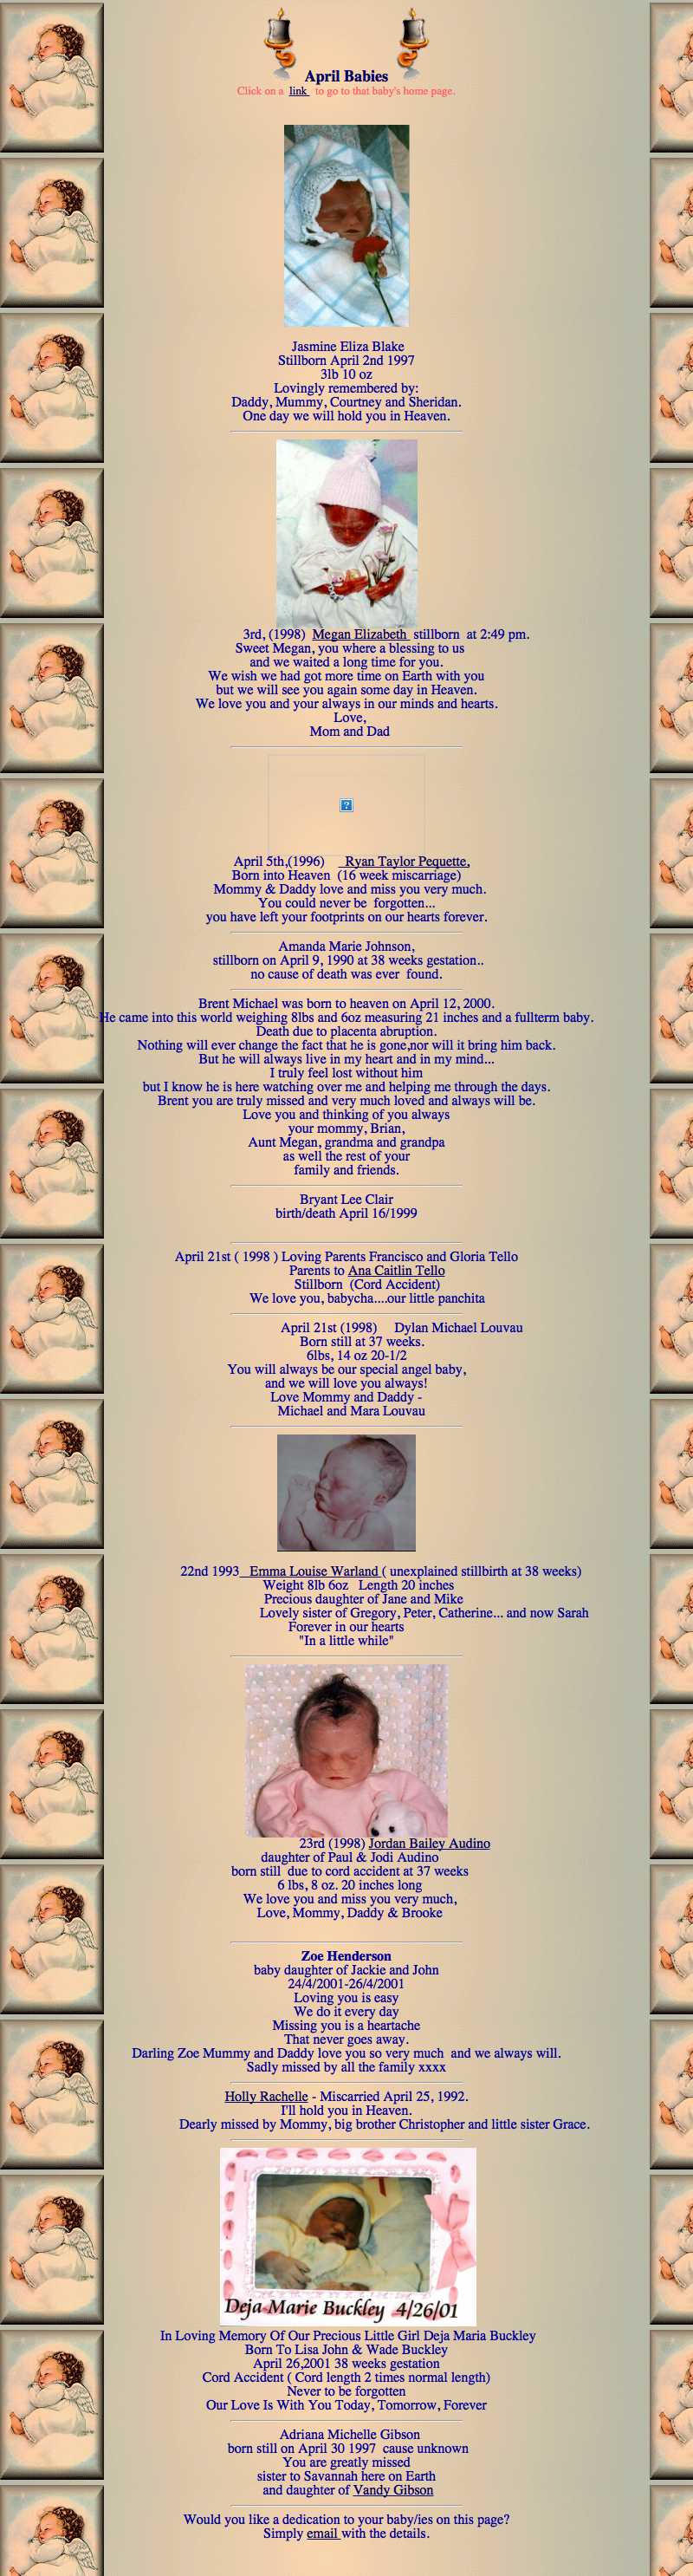 April Babies
Click on a link to go to that baby's home page.
Jasmine Eliza Blake
Stillborn April 2nd 1997
3lb 10 oz
Lovingly remembered by:
Daddy, Mummy, Courtney and Sheridan.
One day we will hold you in Heaven.
3rd, (1998) Megan Elizabeth stillborn at 2:49 pm.
Sweet Megan, you where a blessing to us
and we waited a long time for you.
We wish we had got more time on Earth with you
but we will see you again some day in Heaven.
We love you and your always in our minds and hearts.
Love,
Mom and Dad
April 5th,(1996) Ryan Taylor Pequette,
Born into Heaven (16 week miscarriage)
Mommy & Daddy love and miss you very much.
You could never be forgotten...
you have left your footprints on our hearts forever.
Amanda Marie Johnson,
stillborn on April 9, 1990 at 38 weeks gestation..
no cause of death was ever found.
Brent Michael was born to heaven on April 12, 2000.
He came into this world weighing 8lbs and 6oz measuring 21 inches and a fullterm baby.
Death due to placenta abruption.
Nothing will ever change the fact that he is gone,nor will it bring him back.
But he will always live in my heart and in my mind...
I truly feel lost without him
but I know he is here watching over me and helping me through the days.
Brent you are truly missed and very much loved and always will be.
Love you and thinking of you always
your mommy, Brian,
Aunt Megan, grandma and grandpa
as well the rest of your
family and friends.
Bryant Lee Clair
birth/death April 16/1999
April 21st ( 1998 ) Loving Parents Francisco and Gloria Tello
Parents to Ana Caitlin Tello
Stillborn (Cord Accident)
We love you, babycha....our little panchita
April 21st (1998) Dylan Michael Louvau
Born still at 37 weeks.
6lbs, 14 oz 20-1/2
You will always be our special angel baby,
and we will love you always!
Love Mommy and Daddy -
Michael and Mara Louvau
22nd 1993 Emma Louise Warland ( unexplained stillbirth at 38 weeks)
Weight 8lb 6oz Length 20 inches
Precious daughter of Jane and Mike
Lovely sister of Gregory, Peter, Catherine... and now Sarah
Forever in our hearts
"In a little while"
23rd (1998) Jordan Bailey Audino
daughter of Paul & Jodi Audino
born still due to cord accident at 37 weeks
6 lbs, 8 oz. 20 inches long
We love you and miss you very much,
Love, Mommy, Daddy & Brooke
Zoe Henderson
baby daughter of Jackie and John
24/4/2001-26/4/2001
Loving you is easy
We do it every day
Missing you is a heartache
That never goes away.
Darling Zoe Mummy and Daddy love you so very much and we always will.
Sadly missed by all the family xxxx
Holly Rachelle - Miscarried April 25, 1992.
I'll hold you in Heaven.
Dearly missed by Mommy, big brother Christopher and little sister Grace.
Deja Marie Buckley 4/26/01
In Loving Memory Of Our Precious Little Girl Deja Maria Buckley
Born To Lisa John & Wade Buckley
April 26,2001 38 weeks gestation
Cord Accident ( Cord length 2 times normal length)
Never to be forgotten
Our Love Is With You Today, Tomorrow, Forever
Adriana Michelle Gibson
born still on April 30 1997 cause unknown
You are greatly missed
sister to Savannah here on Earth
and daughter of Vandy Gibson
Would you like a dedication to your baby/ies on this page?
Simply email with the details.